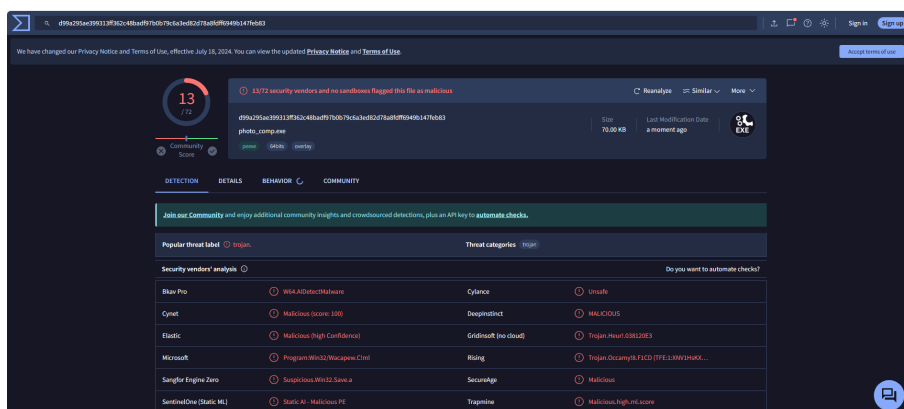 d99a295ae399313ff362c48badf97b0b79c6a3ed82d78a8fdff6949b147feb83
Sign in
Sign up
We have changed our Privacy Notice and Terms of Use, effective July 18, 2024. You can view the updated Privacy Notice and Terms of Use.
Accept terms of use
13
/ 72
Community
Score
13/72 security vendors and no sandboxes flagged this file as malicious
Reanalyze
Similar
More
d99a295ae399313ff362c48badf97b0b79c6a3ed82d78a8fdff6949b147feb83
photo_comp.exe
peexe
64bits
overlay
Size
70.00 KB
Last Modification Date
a moment ago
EXE
DETECTION
DETAILS
BEHAVIOR
COMMUNITY
Join our Community and enjoy additional community insights and crowdsourced detections, plus an API key to automate checks.
Popular threat label trojan.
Threat categories trojan
Security vendors' analysis
Do you want to automate checks?
Bkav Pro W64.AIDetectMalware Cylance Unsafe
Cynet Malicious (score: 100) DeepInstinct MALICIOUS
Elastic Malicious (high Confidence) Gridinsoft (no cloud) Trojan.Heur!.038120E3
Microsoft Program:Win32/Wacapew.C!ml Rising Trojan.Occamy!8.F1CD (TFE:1:XNV1HsKX...
Sangfor Engine Zero Suspicious.Win32.Save.a SecureAge Malicious
SentinelOne (Static ML) Static AI - Malicious PE Trapmine Malicious.high.ml.score